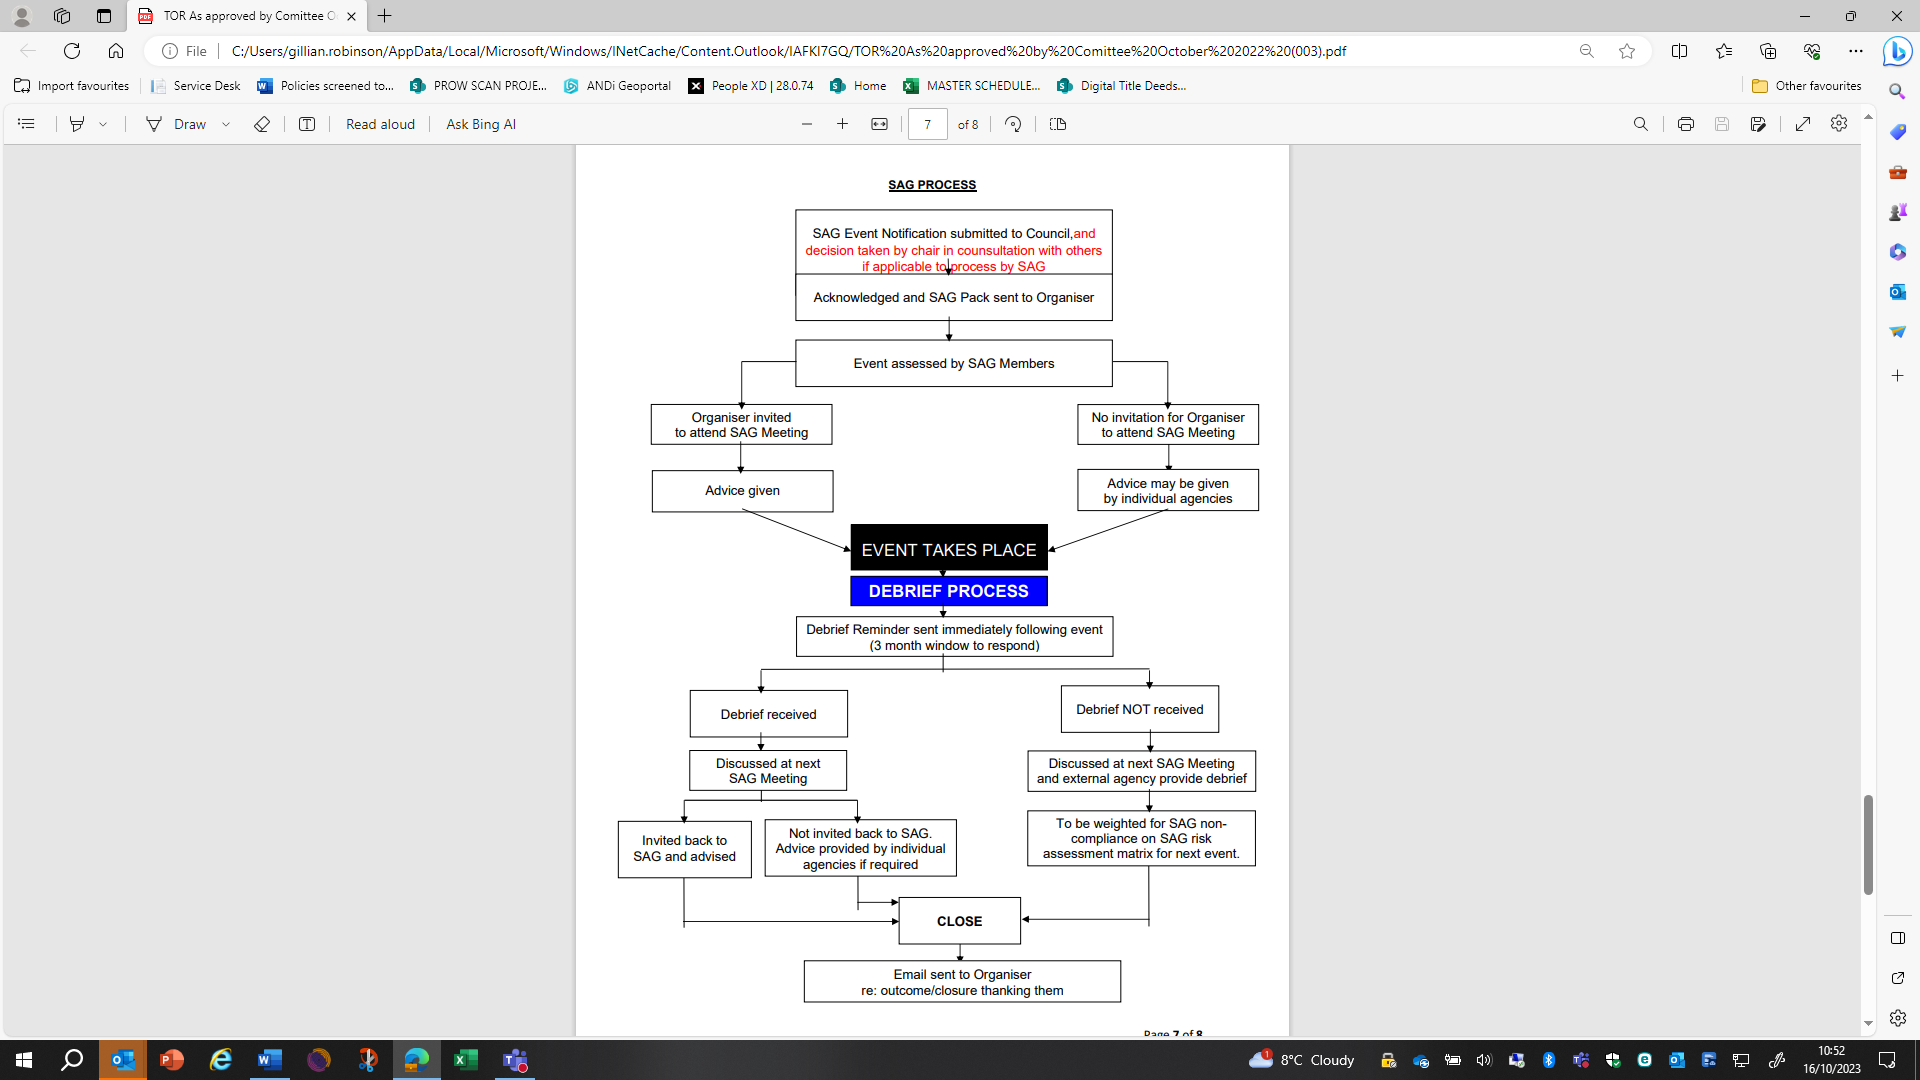 TOR As approved by Comittee O
File
C:/Users/gillian.robinson/AppData/Local/Microsoft/Windows/INetCache/Content.Outlook/IAFKI7GQ/TOR%20As%20approved%20by%20Comittee%20October%202022%20(003).pdf
Import favourites
Service Desk
Policies screened to...
PROW SCAN PROJE...
ANDi Geoportal
People XD | 28.0.74
Home
MASTER SCHEDULE...
Digital Title Deeds...
Other favourites
Draw
Read aloud
Ask Bing AI
7
of 8
SAG PROCESS
SAG Event Notification submitted to Council,and
decision taken by chair in counsultation with others
if applicable to process by SAG
Acknowledged and SAG Pack sent to Organiser
Event assessed by SAG Members
Organiser invited
to attend SAG Meeting
No invitation for Organiser
to attend SAG Meeting
Advice given
Advice may be given
by individual agencies
EVENT TAKES PLACE
DEBRIEF PROCESS
Debrief Reminder sent immediately following event
(3 month window to respond)
Debrief received
Debrief NOT received
Discussed at next
SAG Meeting
Discussed at next SAG Meeting
and external agency provide debrief
Invited back to
SAG and advised
Not invited back to SAG.
Advice provided by individual
agencies if required
To be weighted for SAG non-
compliance on SAG risk
assessment matrix for next event.
CLOSE
Email sent to Organiser
re: outcome/closure thanking them
Page 7 of 8
1
8°C Cloudy
10:52
16/10/2023